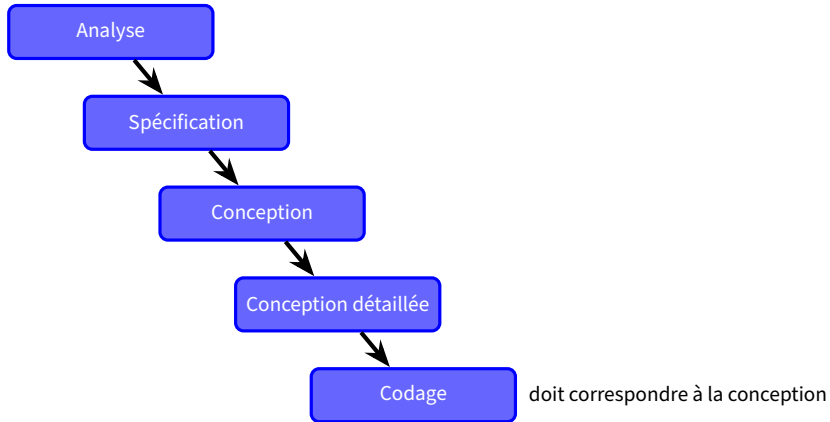 Analyse
Spécification
Conception
Conception détaillée
Codage
doit correspondre à la conception